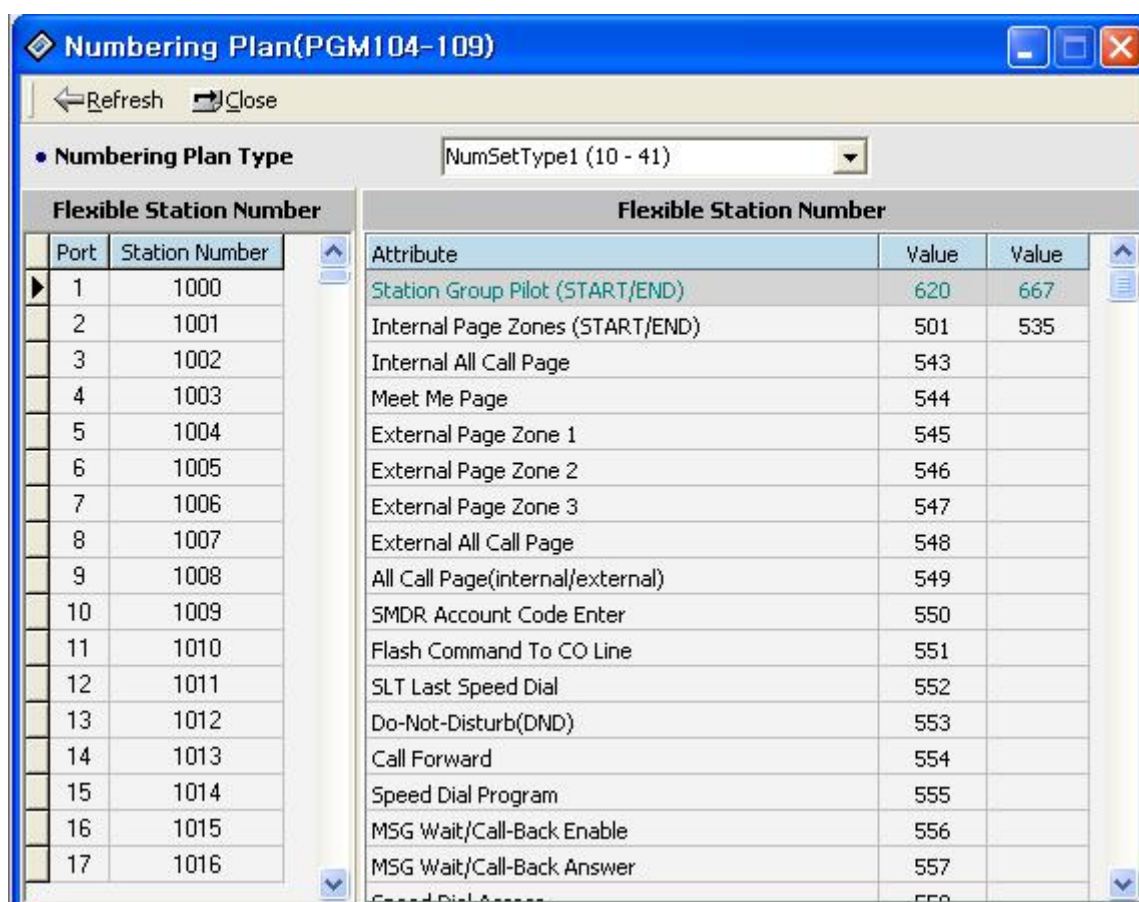 Numbering Plan(PGM104-109)
Refresh Close
Numbering Plan Type NumSetType1 (10 - 41)
Flexible Station Number
Port Station Number
1 1000
2 1001
3 1002
4 1003
5 1004
6 1005
7 1006
8 1007
9 1008
10 1009
11 1010
12 1011
13 1012
14 1013
15 1014
16 1015
17 1016
Flexible Station Number
Attribute Value Value
Station Group Pilot (START/END) 620 667
Internal Page Zones (START/END) 501 535
Internal All Call Page 543
Meet Me Page 544
External Page Zone 1 545
External Page Zone 2 546
External Page Zone 3 547
External All Call Page 548
All Call Page(internal/external) 549
SMDR Account Code Enter 550
Flash Command To CO Line 551
SLT Last Speed Dial 552
Do-Not-Disturb(DND) 553
Call Forward 554
Speed Dial Program 555
MSG Wait/Call-Back Enable 556
MSG Wait/Call-Back Answer 557